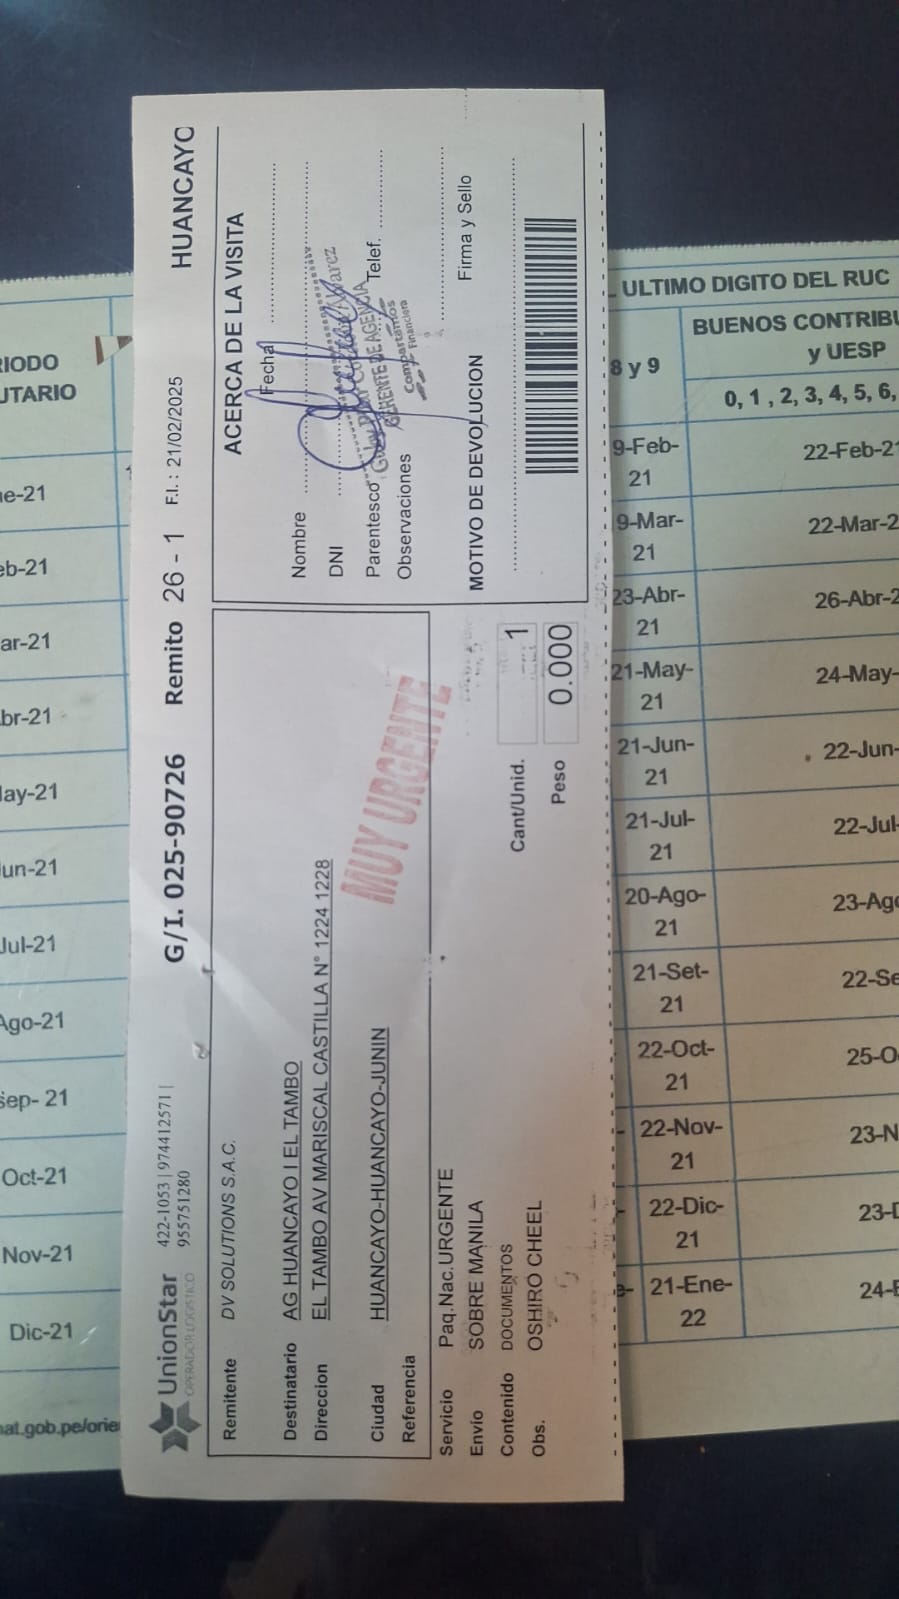 UnionStar
OPERADOR LOGISTICO
422-1053 | 974412571 |
955751280
G/I. 025-90726
Remito 26 - 1
F.I. : 21/02/2025
HUANCAYO
Remitente DV SOLUTIONS S.A.C.
Destinatario AG HUANCAYO I EL TAMBO
Direccion EL TAMBO AV MARISCAL CASTILLA N° 1224 1228
Ciudad HUANCAYO-HUANCAYO-JUNIN
Referencia
MUY URGENTE
Servicio Paq.Nac.URGENTE
Envío SOBRE MANILA
Contenido DOCUMENTOS
Obs. OSHIRO CHEEL
Cant/Unid. 1
Peso 0.000
ACERCA DE LA VISITA
Fecha
Nombre
DNI
Parentesco Telef.
Observaciones
GERENTE DE AGENCIA
Compartamos
Financiera
Firma y Sello
MOTIVO DE DEVOLUCION
RIODO
UTARIO
ne-21
eb-21
ar-21
br-21
ay-21
un-21
Jul-21
Ago-21
Sep- 21
Oct-21
Nov-21
Dic-21
nat.gob.pe/orie
ULTIMO DIGITO DEL RUC
BUENOS CONTRIBU
y UESP
8 y 9
0, 1 , 2, 3, 4, 5, 6,
9-Feb-
21
22-Feb-21
9-Mar-
21
22-Mar-2
23-Abr-
21
26-Abr-2
21-May-
21
24-May-
21-Jun-
21
22-Jun-
21-Jul-
21
22-Jul-
20-Ago-
21
23-Ago
21-Set-
21
22-Se
22-Oct-
21
25-O
22-Nov-
21
23-N
22-Dic-
21
23-D
21-Ene-
22
24-E